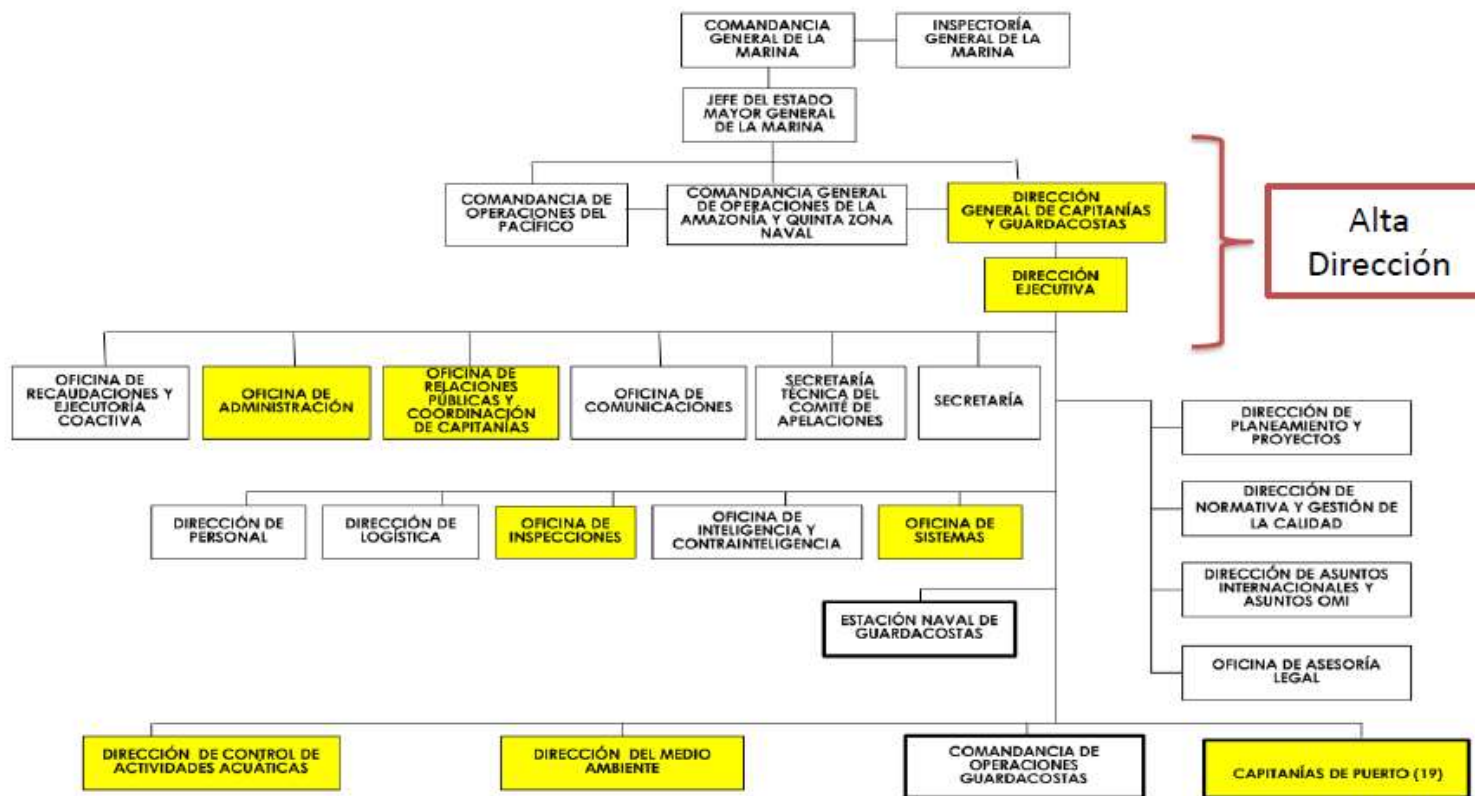 COMANDANCIA
GENERAL DE LA
MARINA
INSPECTORÍA
GENERAL DE LA
MARINA
JEFE DEL ESTADO
MAYOR GENERAL
DE LA MARINA
COMANDANCIA DE
OPERACIONES DEL
PACÍFICO
COMANDANCIA GENERAL
DE OPERACIONES DE LA
AMAZONÍA Y QUINTA ZONA
NAVAL
DIRECCIÓN
GENERAL DE CAPITANÍAS
Y GUARDACOSTAS
Alta
Dirección
DIRECCIÓN
EJECUTIVA
OFICINA DE
RECAUDACIONES Y
EJECUTORÍA
COACTIVA
OFICINA DE
ADMINISTRACIÓN
OFICINA DE
RELACIONES
PÚBLICAS Y
COORDINACIÓN
DE CAPITANÍAS
OFICINA DE
COMUNICACIONES
SECRETARÍA
TÉCNICA DEL
COMITÉ DE
APELACIONES
SECRETARÍA
DIRECCIÓN DE
PLANEAMIENTO Y
PROYECTOS
DIRECCIÓN DE
NORMATIVA Y GESTIÓN DE
LA CALIDAD
DIRECCIÓN DE ASUNTOS
INTERNACIONALES Y
ASUNTOS OMI
OFICINA DE ASESORÍA
LEGAL
DIRECCIÓN DE
PERSONAL
DIRECCIÓN DE
LOGÍSTICA
OFICINA DE
INSPECCIONES
OFICINA DE
INTELIGENCIA Y
CONTRAINTELIGENCIA
OFICINA DE
SISTEMAS
ESTACIÓN NAVAL DE
GUARDACOSTAS
DIRECCIÓN DE CONTROL DE
ACTIVIDADES ACUÁTICAS
DIRECCIÓN DEL MEDIO
AMBIENTE
COMANDANCIA DE
OPERACIONES
GUARDACOSTAS
CAPITANÍAS DE PUERTO (19)